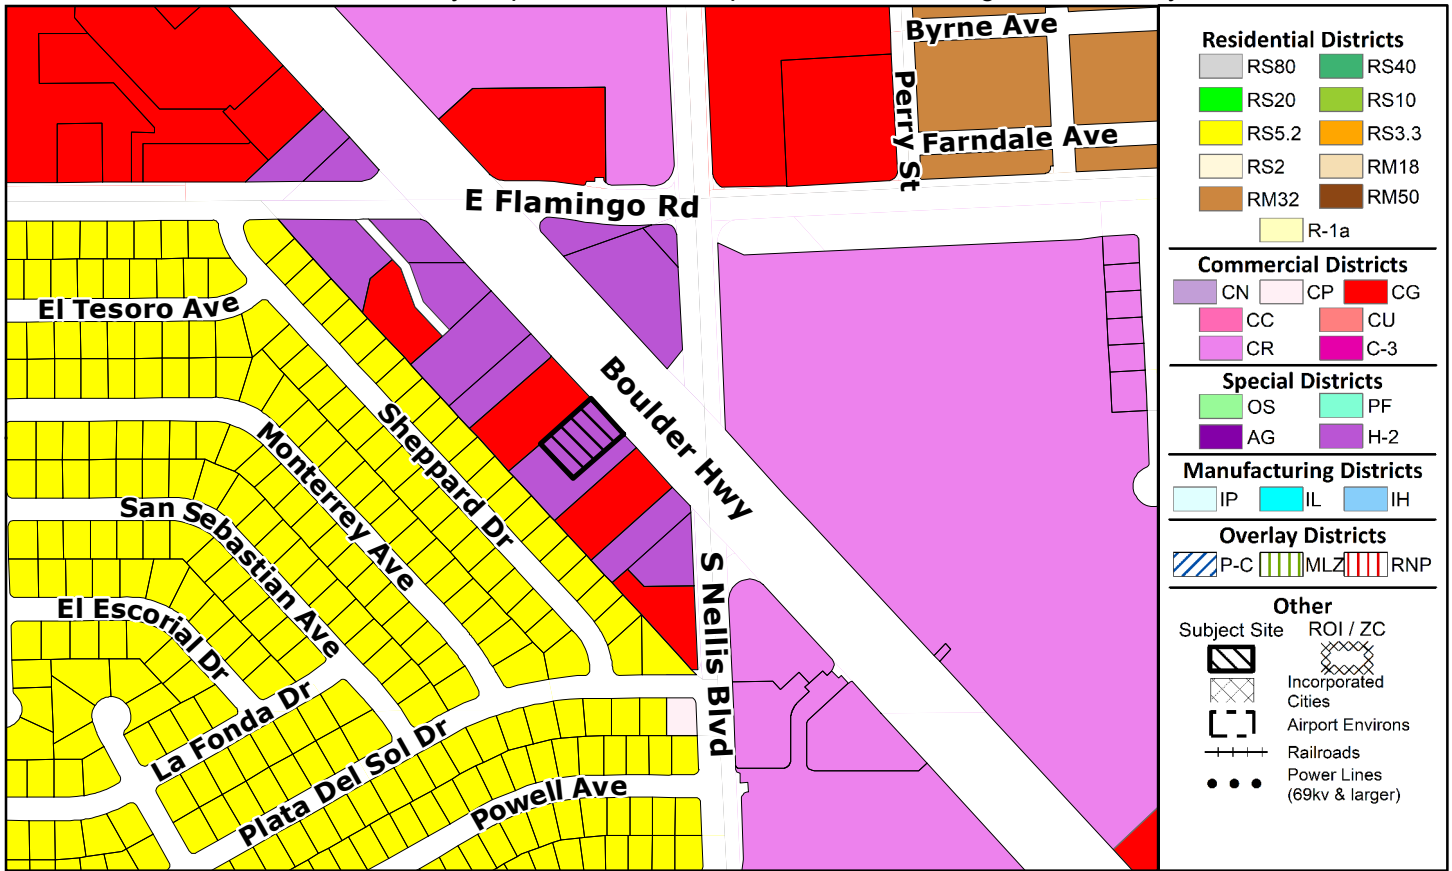 Byrne Ave
Perry St
Farndale Ave
E Flamingo Rd
El Tesoro Ave
Boulder Hwy
Sheppard Dr
Monterrey Ave
San Sebastian Ave
El Escorial Dr
S Nellis Blvd
La Fonda Dr
Plata Del Sol Dr
Powell Ave
Residential Districts
RS80 RS40
RS20 RS10
RS5.2 RS3.3
RS2 RM18
RM32 RM50
R-1a
Commercial Districts
CN CP CG
CC CU
CR C-3
Special Districts
OS PF
AG H-2
Manufacturing Districts
IP IL IH
Overlay Districts
P-C MLZ RNP
Other
Subject Site ROI / ZC
Incorporated
Cities
Airport Environs
Railroads
Power Lines
(69kv & larger)